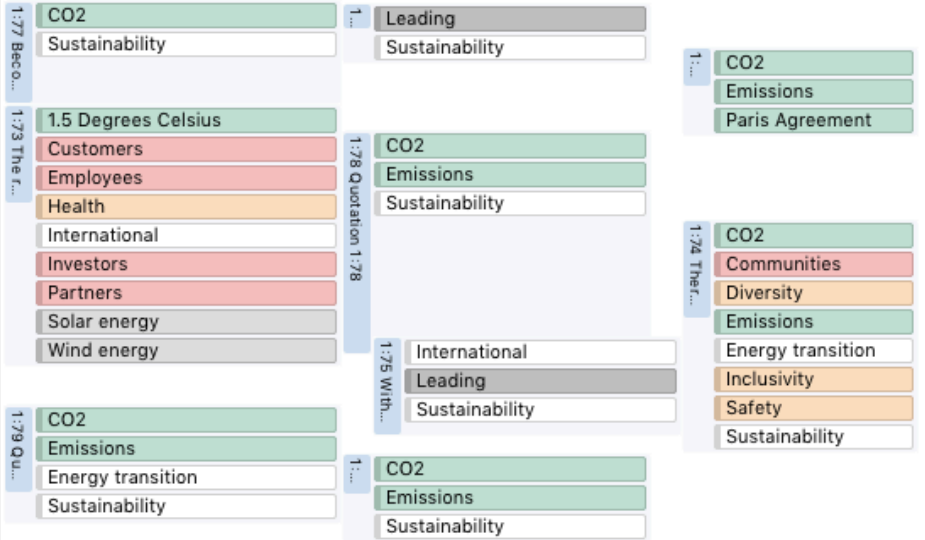 1:77 Beco...
CO2
Sustainability
1:73 The r...
1.5 Degrees Celsius
Customers
Employees
Health
International
Investors
Partners
Solar energy
Wind energy
1:79 Qu...
CO2
Emissions
Energy transition
Sustainability
1...
Leading
Sustainability
1:78 Quotation 1:78
CO2
Emissions
Sustainability
1:75 With...
International
Leading
Sustainability
1:...
CO2
Emissions
Sustainability
1:...
CO2
Emissions
Paris Agreement
1:74 Ther...
CO2
Communities
Diversity
Emissions
Energy transition
Inclusivity
Safety
Sustainability